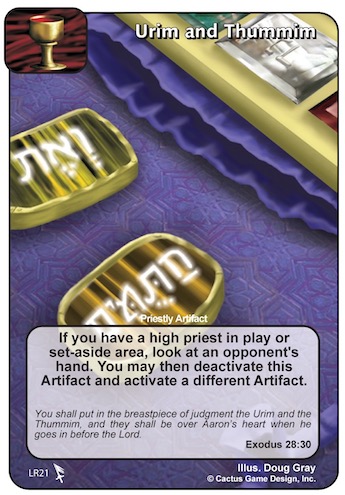 Urim and Thummim
וְאֶת
Priestly Artifact
If you have a high priest in play or
set-aside area, look at an opponent's
hand. You may then deactivate this
Artifact and activate a different Artifact.
You shall put in the breastpiece of judgment the Urim and the
Thummim, and they shall be over Aaron's heart when he
goes in before the Lord.
Exodus 28:30
LR21
Illus. Doug Gray
© Cactus Game Design, Inc.